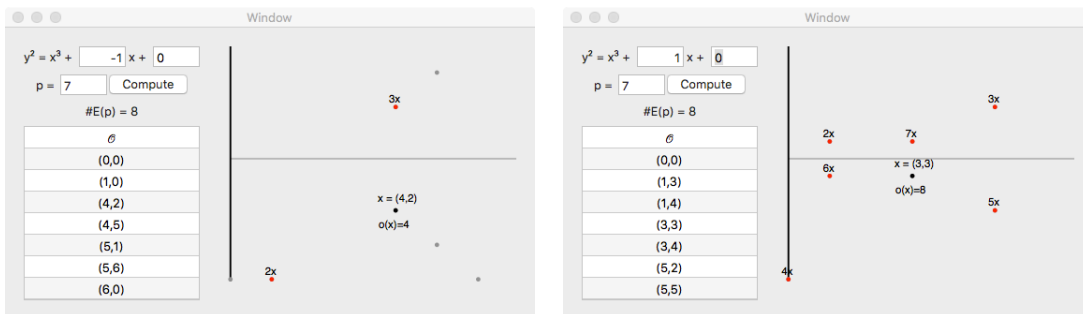 Window
y² = x³ + -1 x + 0
p = 7 Compute
#E(p) = 8
𝒪
(0,0)
(1,0)
(4,2)
(4,5)
(5,1)
(5,6)
(6,0)
3x
x = (4,2)
o(x)=4
2x
Window
y² = x³ + 1 x + 0
p = 7 Compute
#E(p) = 8
𝒪
(0,0)
(1,3)
(1,4)
(3,3)
(3,4)
(5,2)
(5,5)
3x
2x 7x
x = (3,3)
6x
o(x)=8
5x
4x